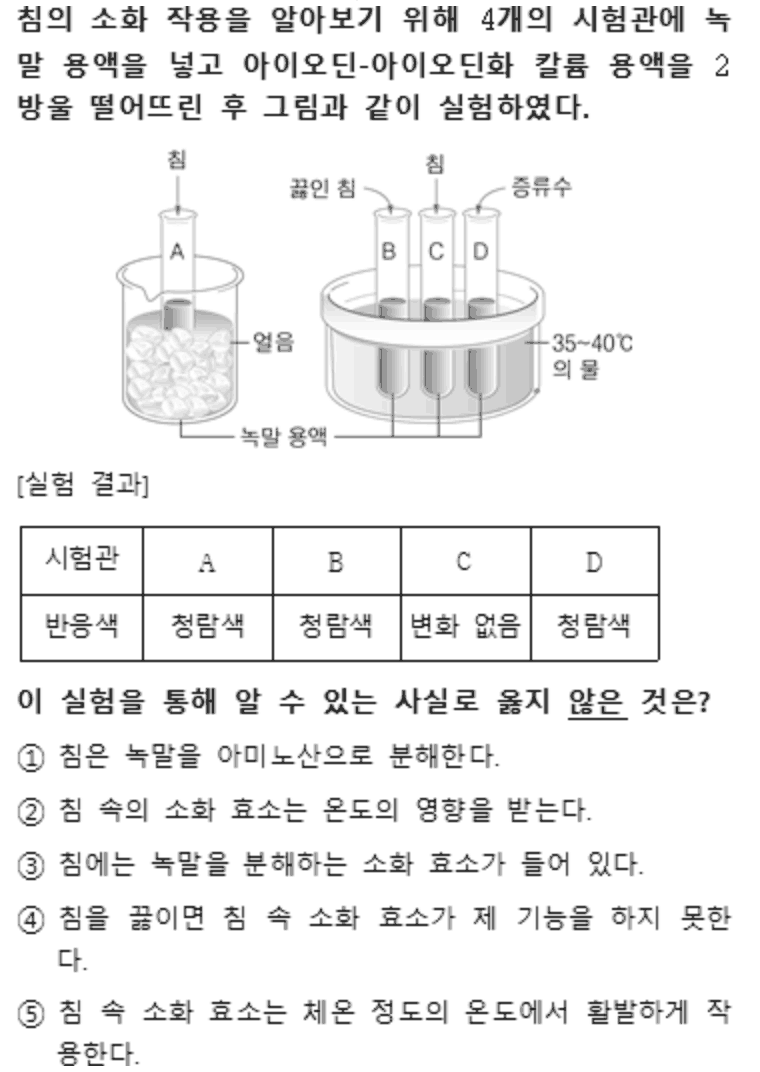 침의 소화 작용을 알아보기 위해 4개의 시험관에 녹
말 용액을 넣고 아이오딘-아이오딘화 칼륨 용액을 2
방울 떨어뜨린 후 그림과 같이 실험하였다.
침
끓인 침
침
증류수
A
B
C
D
얼음
35~40℃
의 물
녹말 용액
[실험 결과]
시험관 A B C D
반응색 청람색 청람색 변화 없음 청람색
이 실험을 통해 알 수 있는 사실로 옳지 않은 것은?
① 침은 녹말을 아미노산으로 분해한다.
② 침 속의 소화 효소는 온도의 영향을 받는다.
③ 침에는 녹말을 분해하는 소화 효소가 들어 있다.
④ 침을 끓이면 침 속 소화 효소가 제 기능을 하지 못한
다.
⑤ 침 속 소화 효소는 체온 정도의 온도에서 활발하게 작
용한다.